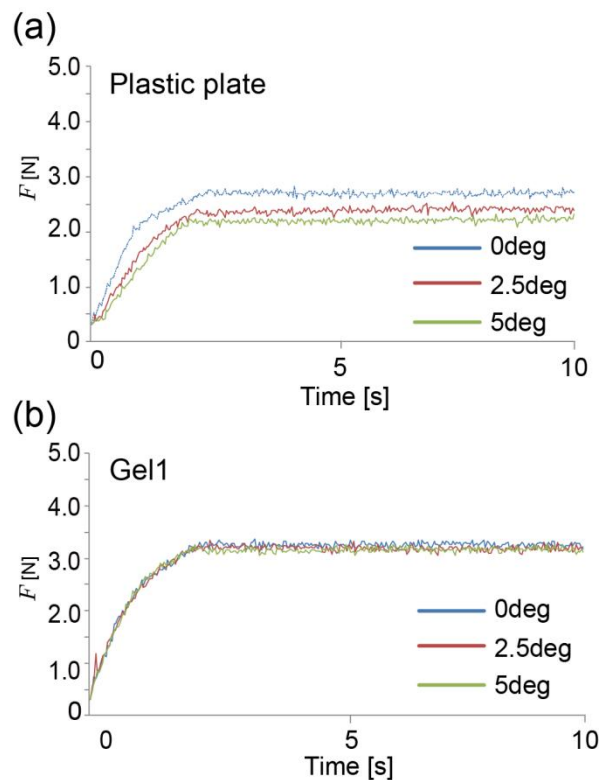 (a)
Plastic plate
F [N]
5.0
4.0
3.0
2.0
1.0
0
0deg
2.5deg
5deg
0
5
10
Time [s]
(b)
Gel1
F [N]
5.0
4.0
3.0
2.0
1.0
0
0deg
2.5deg
5deg
0
5
10
Time [s]